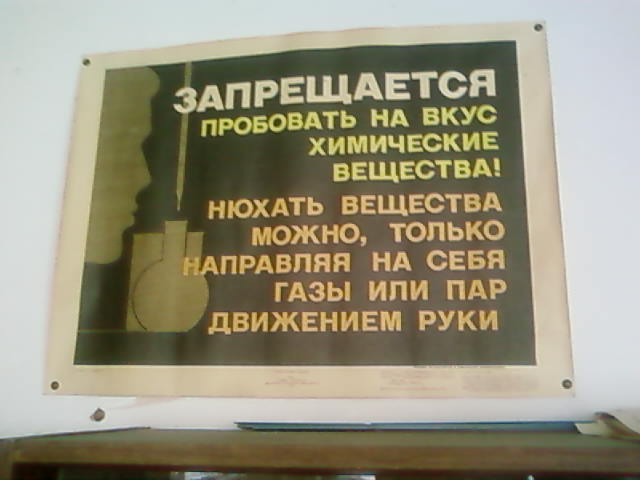 ЗАПРЕЩАЕТСЯ
ПРОБОВАТЬ НА ВКУС
ХИМИЧЕСКИЕ
ВЕЩЕСТВА!
НЮХАТЬ ВЕЩЕСТВА
МОЖНО, ТОЛЬКО
НАПРАВЛЯЯ НА СЕБЯ
ГАЗЫ ИЛИ ПАР
ДВИЖЕНИЕМ РУКИ